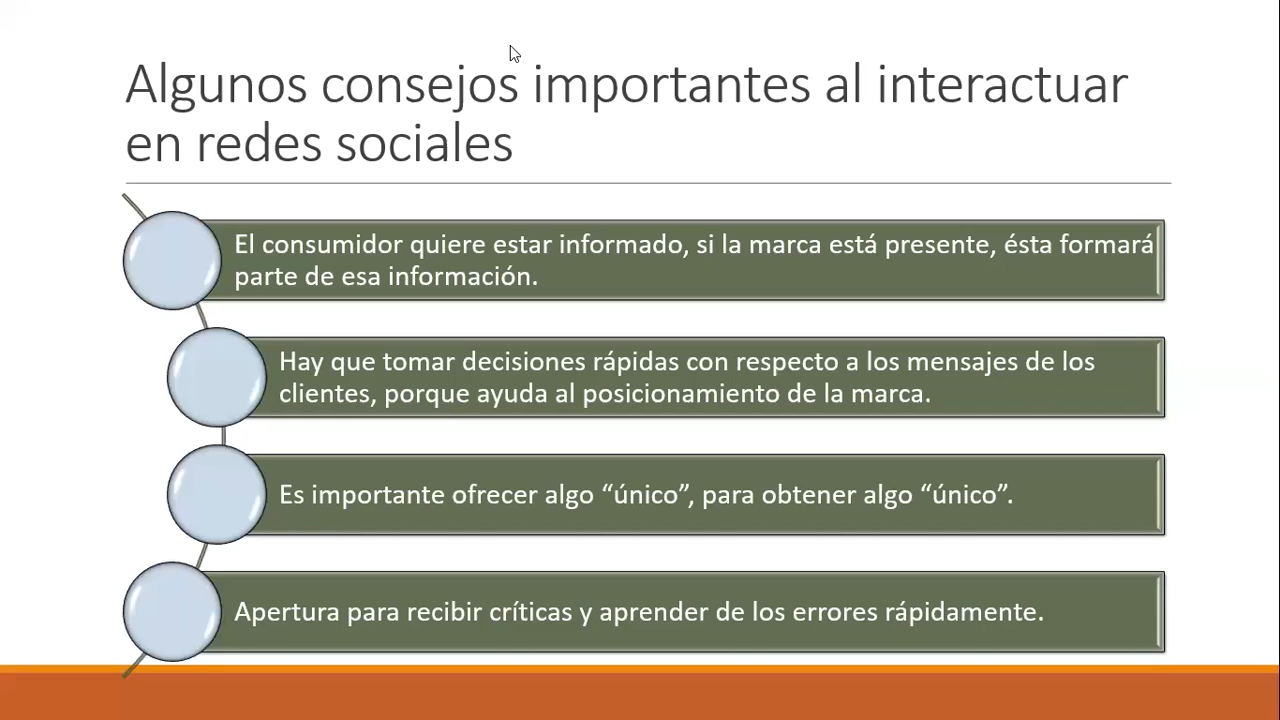 Algunos consejos importantes al interactuar
en redes sociales
El consumidor quiere estar informado, si la marca está presente, ésta formará
parte de esa información.
Hay que tomar decisiones rápidas con respecto a los mensajes de los
clientes, porque ayuda al posicionamiento de la marca.
Es importante ofrecer algo “único”, para obtener algo “único”.
Apertura para recibir críticas y aprender de los errores rápidamente.